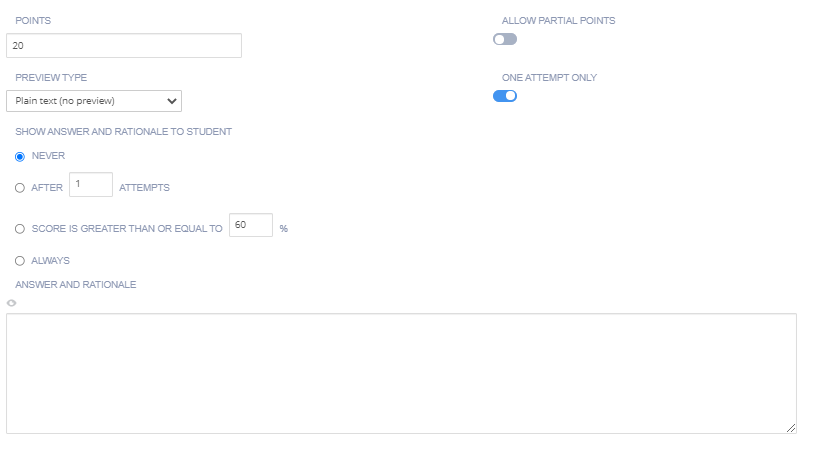 POINTS
ALLOW PARTIAL POINTS
20
PREVIEW TYPE
ONE ATTEMPT ONLY
Plain text (no preview)
SHOW ANSWER AND RATIONALE TO STUDENT
NEVER
AFTER 1 ATTEMPTS
SCORE IS GREATER THAN OR EQUAL TO 60 %
ALWAYS
ANSWER AND RATIONALE